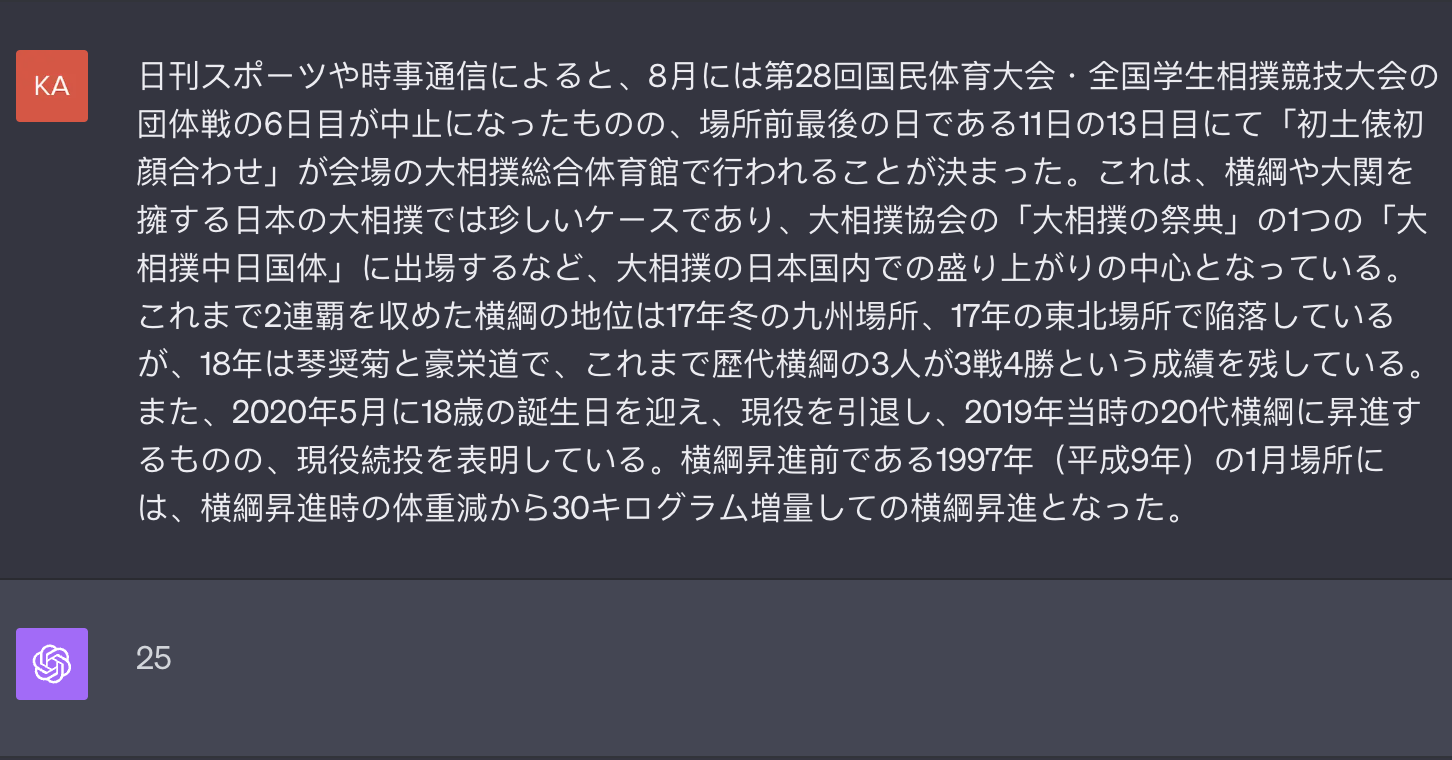 KA
日刊スポーツや時事通信によると、8月には第28回国民体育大会・全国学生相撲競技大会の
団体戦の6日目が中止になったものの、場所前最後の日である11日の13日目にて「初土俵初
顔合わせ」が会場の大相撲総合体育館で行われることが決まった。これは、横綱や大関を
擁する日本の大相撲では珍しいケースであり、大相撲協会の「大相撲の祭典」の1つの「大
相撲中日国体」に出場するなど、大相撲の日本国内での盛り上がりの中心となっている。
これまで2連覇を収めた横綱の地位は17年冬の九州場所、17年の東北場所で陥落している
が、18年は琴奨菊と豪栄道で、これまで歴代横綱の3人が3戦4勝という成績を残している。
また、2020年5月に18歳の誕生日を迎え、現役を引退し、2019年当時の20代横綱に昇進す
るものの、現役続投を表明している。横綱昇進前である1997年（平成9年）の1月場所に
は、横綱昇進時の体重減から30キログラム増量しての横綱昇進となった。
25